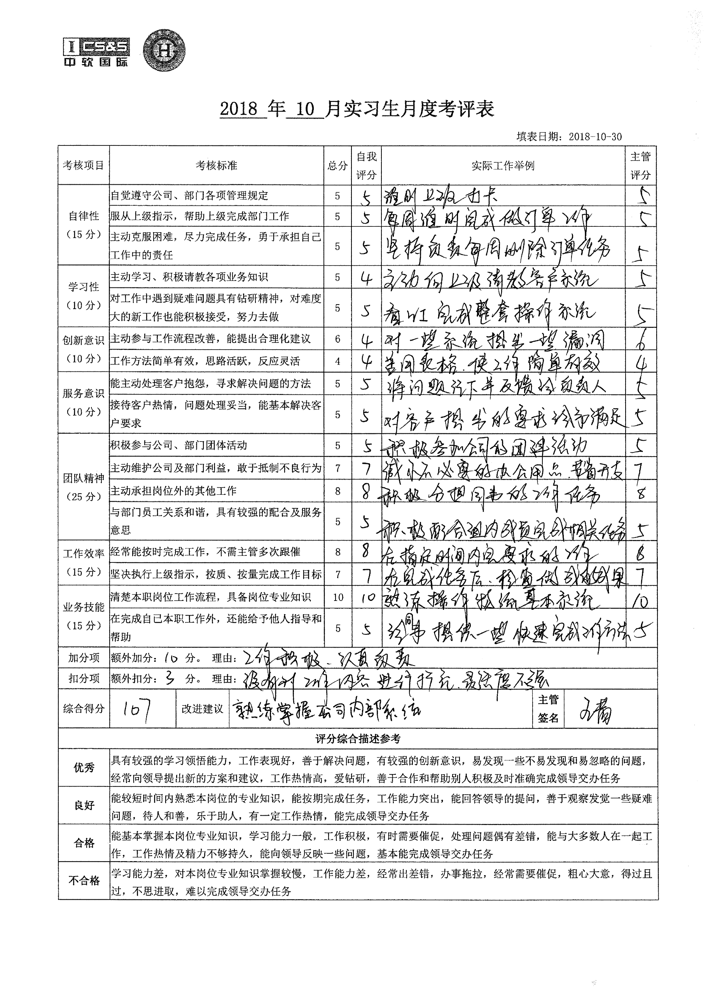 I CS&S
中软国际
H
2018 年 10 月实习生月度考评表
填表日期：2018-10-30
考核项目 考核标准 总分 自我评分 实际工作举例 主管评分
自律性（15 分）
自觉遵守公司、部门各项管理规定 5 5 准时上班打卡 5
服从上级指示，帮助上级完成部门工作 5 5 每周准时完成做订单工作 5
主动克服困难，尽力完成任务，勇于承担自己
工作中的责任 5 5 坚持负责每周删除订单任务 5
学习性（10 分）
主动学习、积极请教各项业务知识 5 4 主动向上级请教客户系统 5
对工作中遇到疑难问题具有钻研精神，对难度
大的新工作也能积极接受，努力去做 5 5 完成整套操作系统 5
创新意识（10 分）
主动参与工作流程改善，能提出合理化建议 6 4 对一些系统提出一些漏洞 6
工作方法简单有效，思路活跃，反应灵活 4 4 善用表格.使工作简单有效 4
服务意识（10 分）
能主动处理客户抱怨，寻求解决问题的方法 5 5 将问题记下并反馈给负责人 5
接待客户热情，问题处理妥当，能基本解决客
户要求 5 5 对客户提出的要求给予满足 5
团队精神（25 分）
积极参与公司、部门团体活动 5 5 积极参加公司的团建活动 5
主动维护公司及部门利益，敢于抵制不良行为 7 7 减少不必要的办公用品.节省开支 7
主动承担岗位外的其他工作 8 8 积极分担同事的工作任务 8
与部门员工关系和谐，具有较强的配合及服务
意思 5 5 积极配合组内成员完成相关任务 5
工作效率（15 分）
经常能按时完成工作，不需主管多次跟催 8 8 在指定时间内完要求的工作 8
坚决执行上级指示，按质、按量完成工作目标 7 7 在完成任务后、检查做成的成果 7
业务技能（15 分）
清楚本职岗位工作流程，具备岗位专业知识 10 10 熟练操作物流基本系统 10
在完成自己本职工作外，还能给予他人指导和
帮助 5 5 给同事提供一些快速完成工作方法 5
加分项 额外加分：10 分。 理由：工作积极、认真负责
扣分项 额外扣分：3 分。 理由：没有对工作内容进行拓 灵活度不强
综合得分 107 改进建议 熟练掌握公司内部系统 主管签名
评分综合描述参考
优秀
具有较强的学习领悟能力，工作表现好，善于解决问题，有较强的创新意识，易发现一些不易发现和易忽略的问题，
经常向领导提出新的方案和建议，工作热情高，爱钻研，善于合作和帮助别人积极及时准确完成领导交办任务
良好
能较短时间内熟悉本岗位的专业知识，能按期完成任务，工作能力突出，能回答领导的提问，善于观察发觉一些疑难
问题，待人和善，乐于助人，有一定工作热情，能完成领导交办任务
合格
能基本掌握本岗位专业知识，学习能力一般，工作积极，有时需要催促，处理问题偶有差错，能与大多数人在一起工
作，工作热情及精力不够持久，能向领导反映一些问题，基本能完成领导交办任务
不合格
学习能力差，对本岗位专业知识掌握较慢，工作能力差，经常出差错，办事拖拉，经常需要催促，粗心大意，得过且
过，不思进取，难以完成领导交办任务